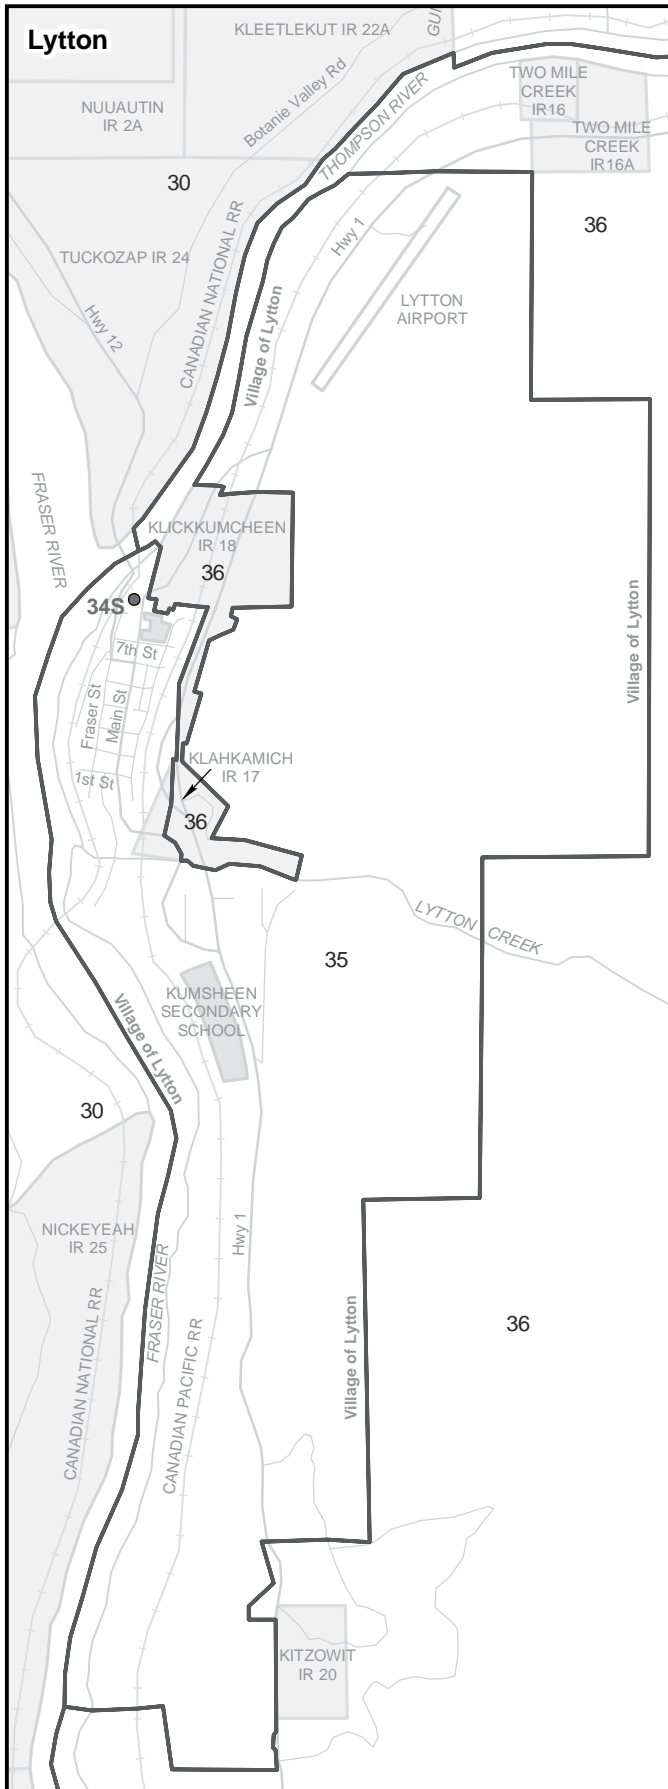 Lytton
KLEETLEKUT IR 22A
GUI
NUUAUTIN
IR 2A
Botanie Valley Rd
THOMPSON RIVER
TWO MILE
CREEK
IR16
TWO MILE
CREEK
IR16A
30
36
TUCKOZAP IR 24
Hwy 12
CANADIAN NATIONAL RR
Hwy 1
Village of Lytton
LYTTON
AIRPORT
FRASER RIVER
KLICKKUMCHEEN
IR 18
36
34S
7th St
Fraser St
Main St
1st St
Village of Lytton
KLAHKAMICH
IR 17
36
LYTTON CREEK
35
KUMSHEEN
SECONDARY
SCHOOL
Village of Lytton
30
NICKEYEAH
IR 25
FRASER RIVER
Hwy 1
CANADIAN NATIONAL RR
CANADIAN PACIFIC RR
Village of Lytton
36
KITZOWIT
IR 20